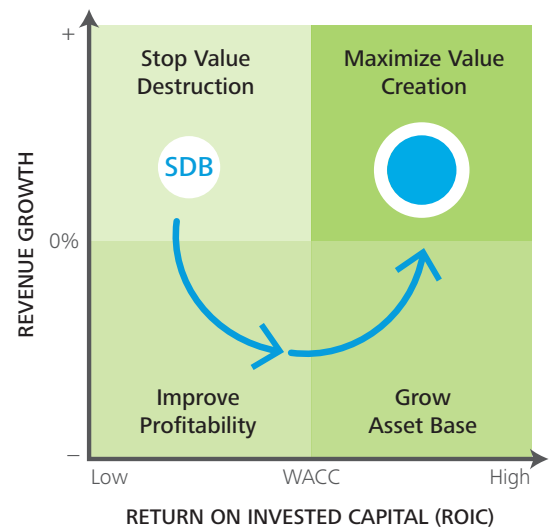 +
Stop Value
Destruction
Maximize Value
Creation
SDB
REVENUE GROWTH
0%
Improve
Profitability
Grow
Asset Base
–
Low
WACC
High
RETURN ON INVESTED CAPITAL (ROIC)